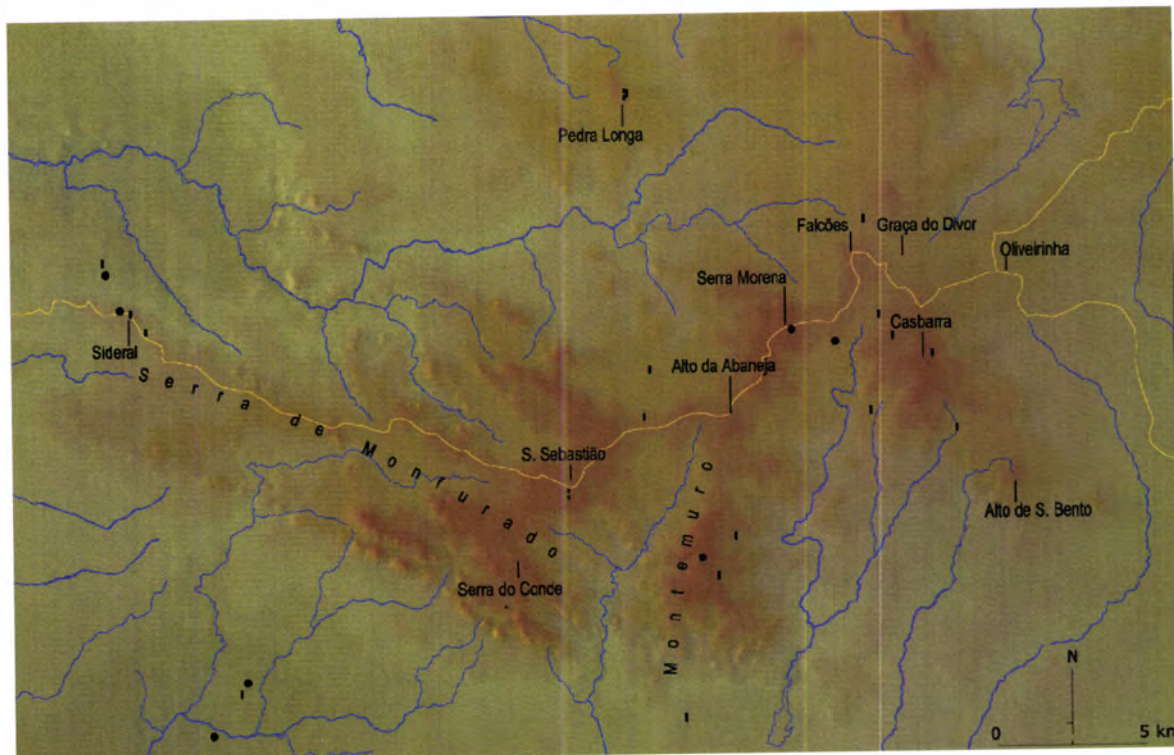 Pedra Longa
Falcões
Graça do Divor
Oliveirinha
Serra Morena
Casbarra
Sideral
Alto da Abaneja
Serra de Monfurado
S. Sebastião
Montemuro
Alto de S. Bento
Serra do Conde
N
0 5 km